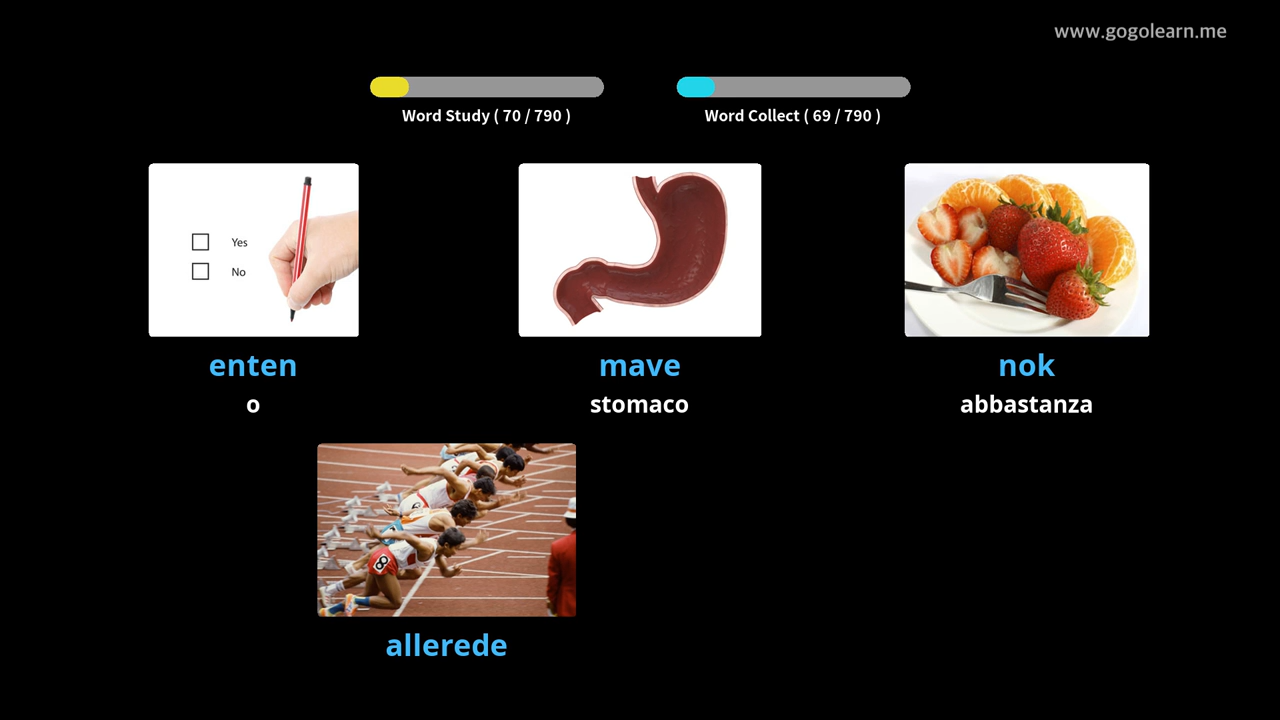 www.gogolearn.me
Word Study ( 70 / 790 )
Word Collect ( 69 / 790 )
Yes
No
enten
o
mave
stomaco
nok
abbastanza
8
allerede